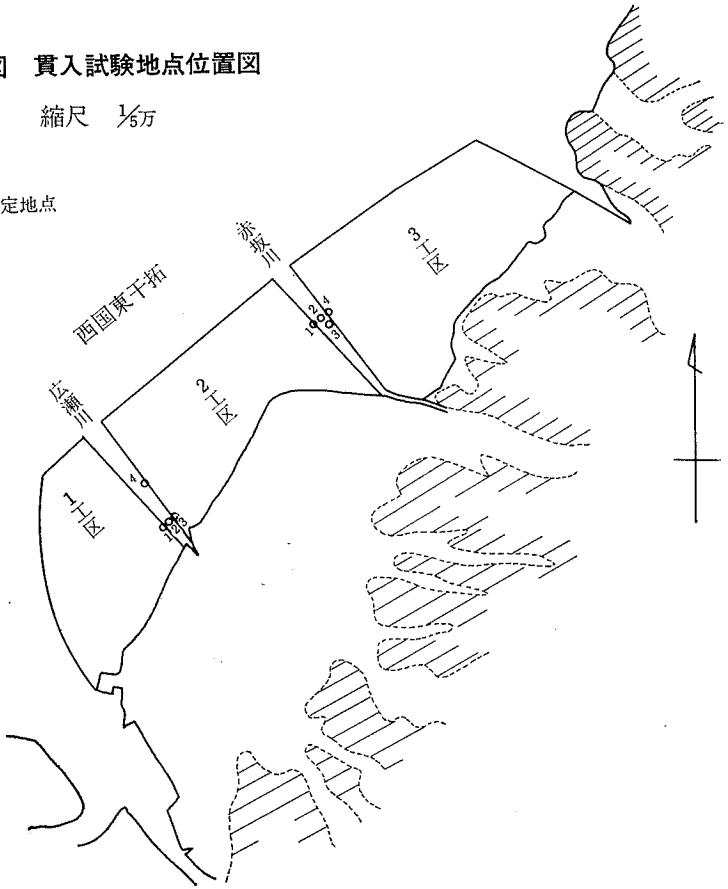 図 貫入試験地点位置図
縮尺 1/5万
定地点
赤坂川
3工区
西国東干拓
2
4
1
3
広瀬川
2工区
4
1工区
1
2
3